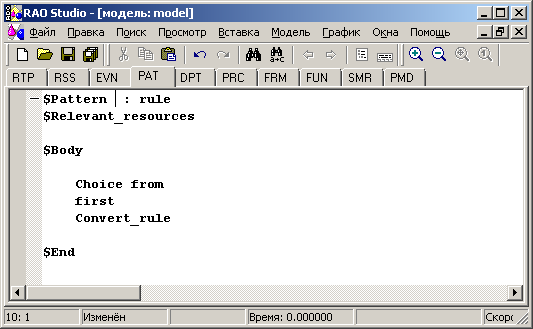 RAO Studio - [модель: model]
Файл Правка Поиск Просмотр Вставка Модель График Окна Помощь
RTP RSS EVN PAT DPT PRC FRM FUN SMR PMD
$Pattern : rule
$Relevant_resources
$Body
Choice from
first
Convert_rule
$End
10: 1 Изменён Время: 0.000000 Скоро